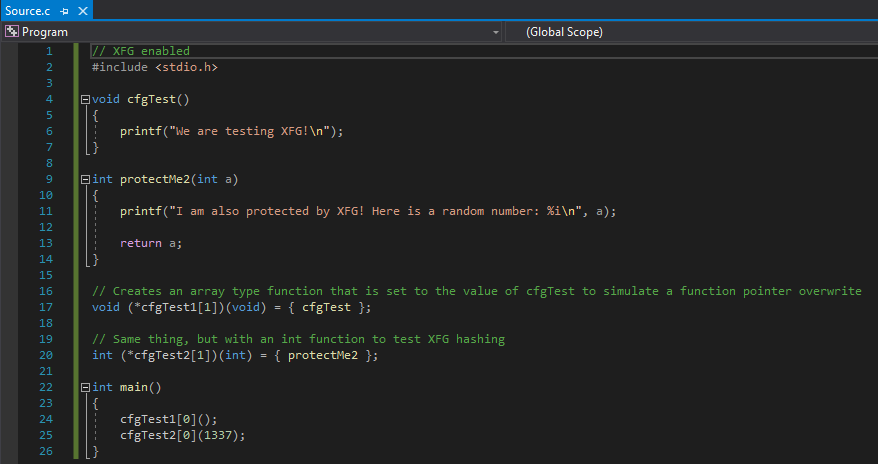 Source.c
Program (Global Scope)
1 // XFG enabled
2 #include <stdio.h>
3
4 void cfgTest()
5 {
6 printf("We are testing XFG!\n");
7 }
8
9 int protectMe2(int a)
10 {
11 printf("I am also protected by XFG! Here is a random number: %i\n", a);
12
13 return a;
14 }
15
16 // Creates an array type function that is set to the value of cfgTest to simulate a function pointer overwrite
17 void (*cfgTest1[1])(void) = { cfgTest };
18
19 // Same thing, but with an int function to test XFG hashing
20 int (*cfgTest2[1])(int) = { protectMe2 };
21
22 int main()
23 {
24 cfgTest1[0]();
25 cfgTest2[0](1337);
26 }